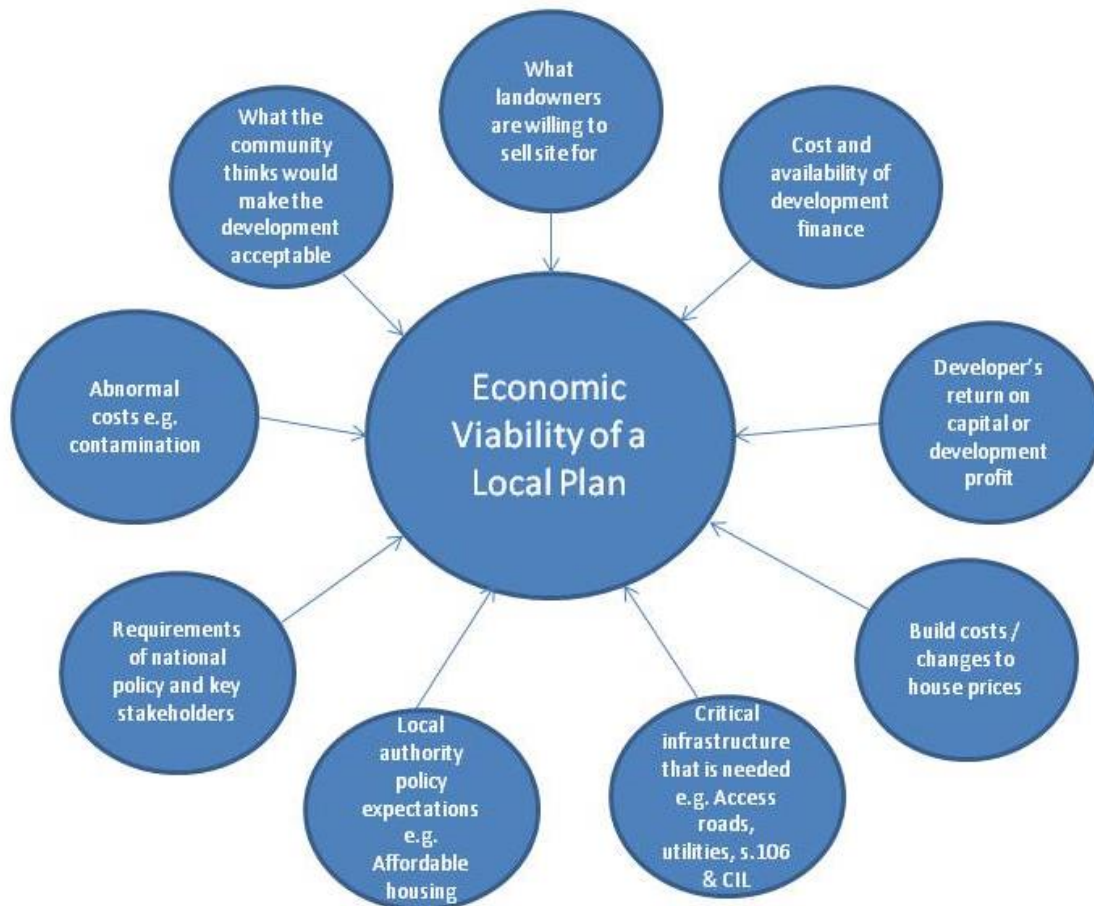 What
landowners
are willing to
sell site for
Cost and
availability of
development
finance
Developer’s
return on
capital or
development
profit
Build costs /
changes to
house prices
Critical
infrastructure
that is needed
e.g. Access
roads,
utilities, s.106
& CIL
Local
authority
policy
expectations
e.g.
Affordable
housing
Requirements
of national
policy and key
stakeholders
Abnormal
costs e.g.
contamination
What the
community
thinks would
make the
development
acceptable
Economic
Viability of a
Local Plan